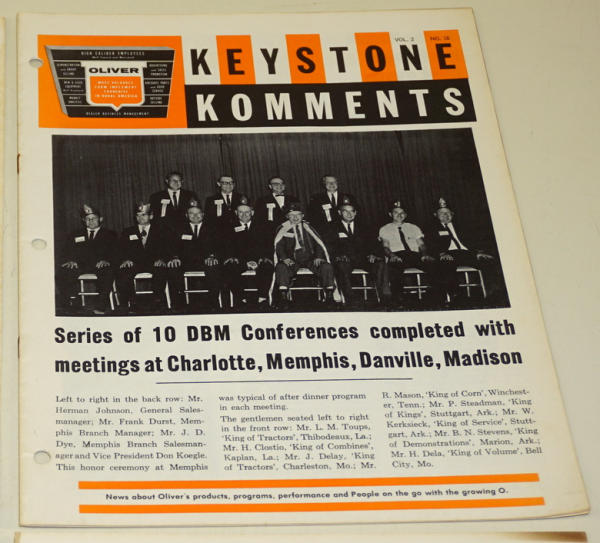 HIGH CALIBER EMPLOYEES
OLIVER
MOST VALUABLE
FARM IMPLEMENT
FRANCHISE
IN RURAL AMERICA
DEALER BUSINESS MANAGEMENT
VOL. 2 NO. 18
KEYSTONE
KOMMENTS
Series of 10 DBM Conferences completed with
meetings at Charlotte, Memphis, Danville, Madison
Left to right in the back row: Mr.
Herman Johnson, General Sales-
manager; Mr. Frank Durst, Mem-
phis Branch Manager; Mr. J. D.
Dye, Memphis Branch Salesman-
ager and Vice President Don Koegle.
This honor ceremony at Memphis
was typical of after dinner program
in each meeting.
The gentlemen seated left to right
in the front row: Mr. L. M. Toups,
'King of Tractors', Thibodeaux, La.;
Mr. H. Clostio, 'King of Combines',
Kaplan, La.; Mr. J. Delay, 'King
of Tractors', Charleston, Mo.; Mr.
R. Mason, 'King of Corn', Winchest-
er, Tenn.; Mr. P. Steadman, 'King
of Kings', Stuttgart, Ark.; Mr. W.
Kerksieck, 'King of Service', Stutt-
gart, Ark.; Mr. B. N. Stevens, 'King
of Demonstrations', Marion, Ark.;
Mr. H. Dela, 'King of Volume', Bell
City, Mo.
News about Oliver's products, programs, performance and People on the go with the growing O.